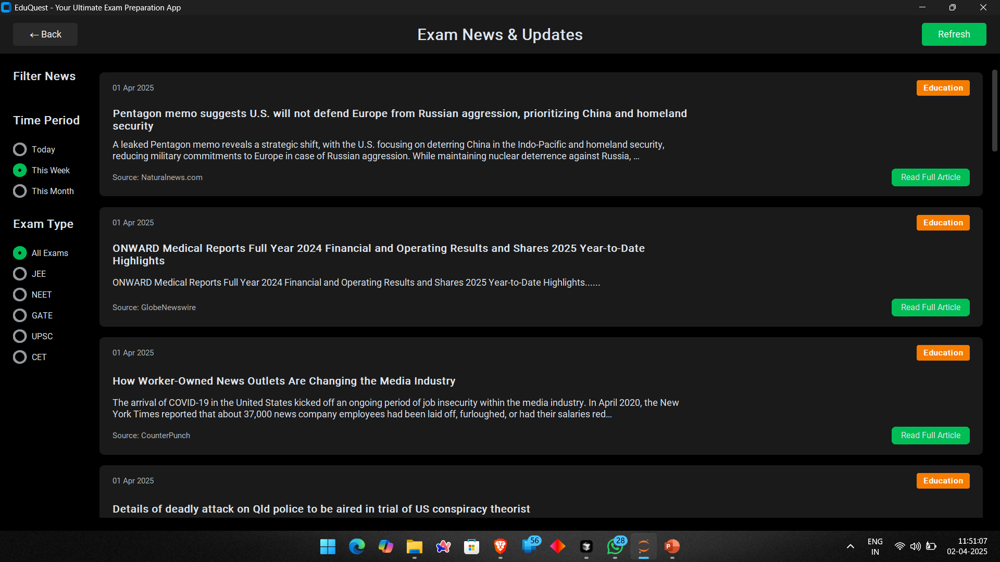 EduQuest - Your Ultimate Exam Preparation App
← Back
Exam News & Updates
Refresh
Filter News
Time Period
Today
This Week
This Month
Exam Type
All Exams
JEE
NEET
GATE
UPSC
CET
01 Apr 2025
Education
Pentagon memo suggests U.S. will not defend Europe from Russian aggression, prioritizing China and homeland
security
A leaked Pentagon memo reveals a strategic shift, with the U.S. focusing on deterring China in the Indo-Pacific and homeland security,
reducing military commitments to Europe in case of Russian aggression. While maintaining nuclear deterrence against Russia, ...
Source: Naturalnews.com
Read Full Article
01 Apr 2025
Education
ONWARD Medical Reports Full Year 2024 Financial and Operating Results and Shares 2025 Year-to-Date
Highlights
ONWARD Medical Reports Full Year 2024 Financial and Operating Results and Shares 2025 Year-to-Date Highlights......
Source: GlobeNewswire
Read Full Article
01 Apr 2025
Education
How Worker-Owned News Outlets Are Changing the Media Industry
The arrival of COVID-19 in the United States kicked off an ongoing period of job insecurity within the media industry. In April 2020, the New
York Times reported that about 37,000 news company employees had been laid off, furloughed, or had their salaries red...
Source: CounterPunch
Read Full Article
01 Apr 2025
Education
Details of deadly attack on Qld police to be aired in trial of US conspiracy theorist
56
28
P
ENG
IN
11:51:07
02-04-2025